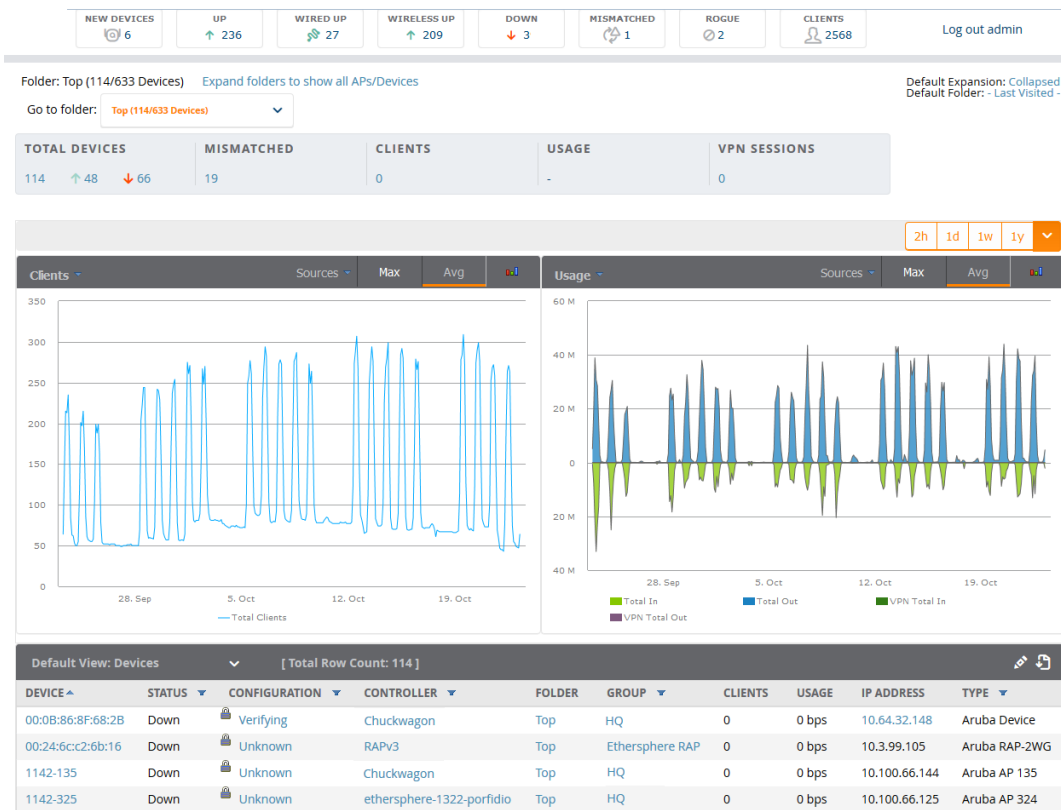 NEW DEVICES UP WIRED UP WIRELESS UP DOWN MISMATCHED ROGUE CLIENTS
6 236 27 209 3 1 2 2568 Log out admin
Folder: Top (114/633 Devices) Expand folders to show all APs/Devices Default Expansion: Collapsed
Default Folder: - Last Visited -
Go to folder: Top (114/633 Devices)
TOTAL DEVICES MISMATCHED CLIENTS USAGE VPN SESSIONS
114 48 66 19 0 - 0
2h 1d 1w 1y
Clients Sources Max Avg
350
300
250
200
150
100
50
0
28. Sep 5. Oct 12. Oct 19. Oct
Total Clients
Usage Sources Max Avg
60 M
40 M
20 M
0
20 M
40 M
28. Sep 5. Oct 12. Oct 19. Oct
Total In Total Out VPN Total In
VPN Total Out
Default View: Devices [ Total Row Count: 114 ]
DEVICE STATUS CONFIGURATION CONTROLLER FOLDER GROUP CLIENTS USAGE IP ADDRESS TYPE
00:0B:86:8F:68:2B Down Verifying Chuckwagon Top HQ 0 0 bps 10.64.32.148 Aruba Device
00:24:6c:c2:6b:16 Down Unknown RAPv3 Top Ethersphere RAP 0 0 bps 10.3.99.105 Aruba RAP-2WG
1142-135 Down Unknown Chuckwagon Top HQ 0 0 bps 10.100.66.144 Aruba AP 135
1142-325 Down Unknown ethersphere-1322-porfidio Top HQ 0 0 bps 10.100.66.125 Aruba AP 324